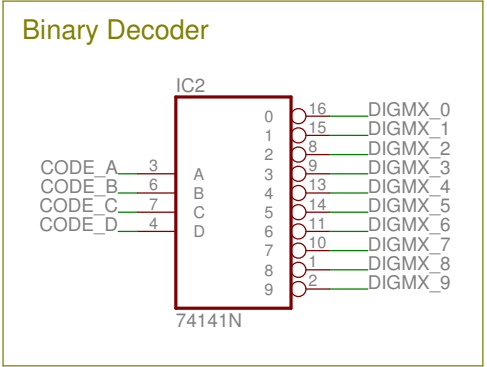 Binary Decoder
IC2
0 16 DIGMX_0
1 15 DIGMX_1
2 8 DIGMX_2
CODE_A 3 A 3 9 DIGMX_3
CODE_B 6 B 4 13 DIGMX_4
CODE_C 7 C 5 14 DIGMX_5
CODE_D 4 D 6 11 DIGMX_6
7 10 DIGMX_7
8 1 DIGMX_8
9 2 DIGMX_9
74141N